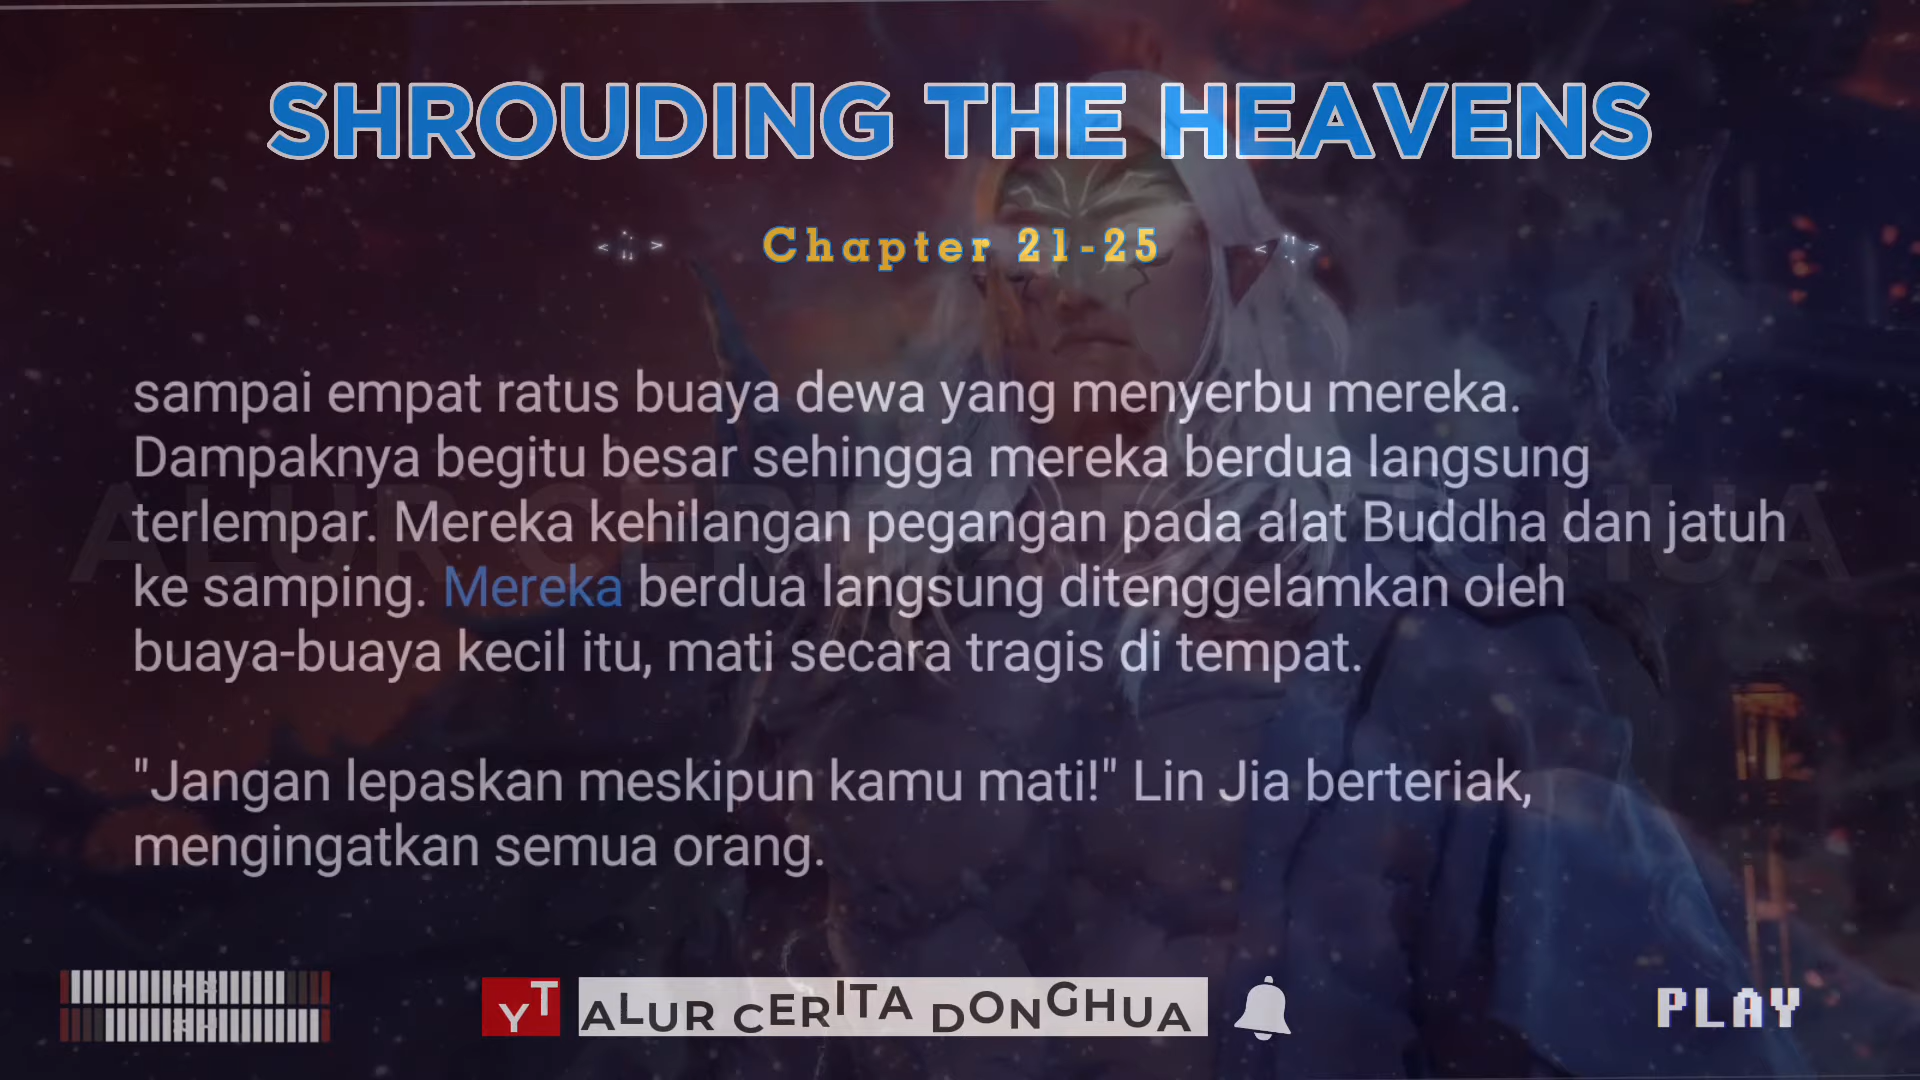 SHROUDING THE HEAVENS
Chapter 21-25
sampai empat ratus buaya dewa yang menyerbu mereka.
Dampaknya begitu besar sehingga mereka berdua langsung
terlempar. Mereka kehilangan pegangan pada alat Buddha dan jatuh
ke samping. Mereka berdua langsung ditenggelamkan oleh
buaya-buaya kecil itu, mati secara tragis di tempat.
"Jangan lepaskan meskipun kamu mati!" Lin Jia berteriak,
mengingatkan semua orang.
YT ALUR CERITA DONGHUA
PLAY